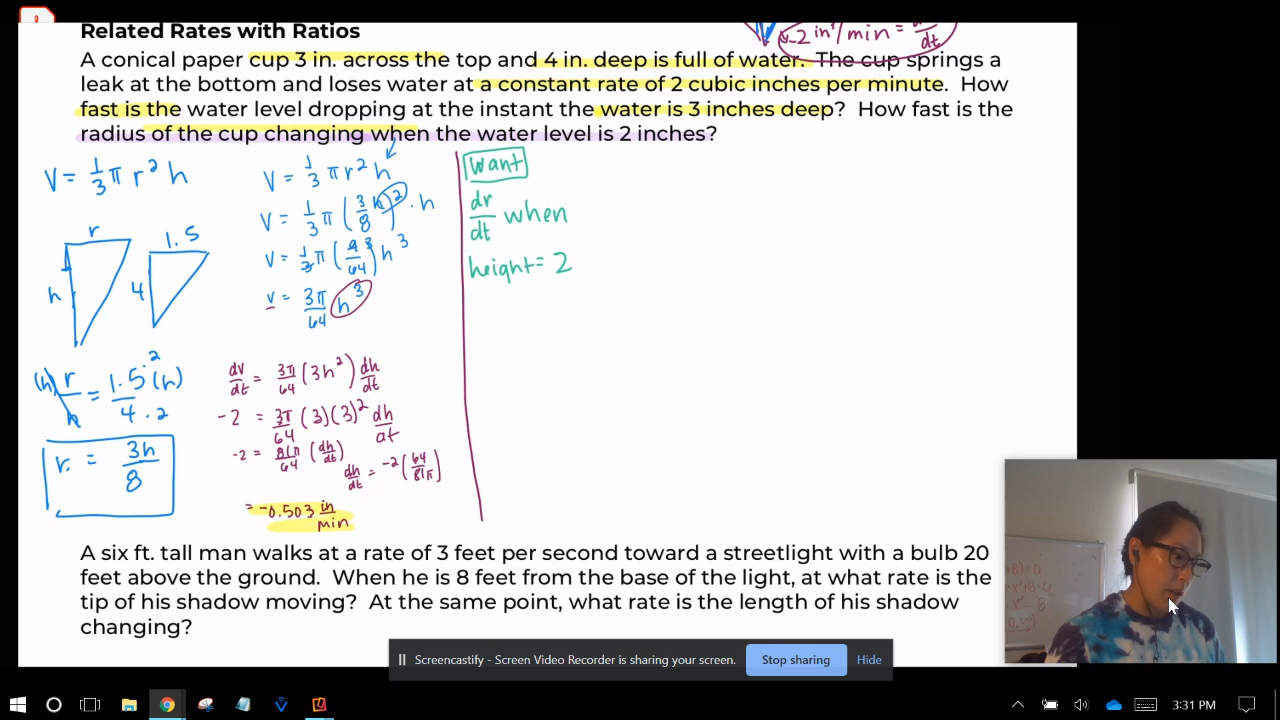 Related Rates with Ratios
-2 in³/min = dv/dt
A conical paper cup 3 in. across the top and 4 in. deep is full of water. The cup springs a
leak at the bottom and loses water at a constant rate of 2 cubic inches per minute. How
fast is the water level dropping at the instant the water is 3 inches deep? How fast is the
radius of the cup changing when the water level is 2 inches?
V = 1/3 π r² h
r
1.5
h
4
(h) r/h = 1.5 (h)/4 ·2 ·2
r = 3h/8
V = 1/3 π r² h
V = 1/3 π (3/8 h)² · h
V = 1/3 π (9/64) h³ 3
v = 3π/64 h³
dv/dt = 3π/64 (3h²) dh/dt
-2 = 3π/64 (3)(3)² dh/dt
-2 = 81π/64 (dh/dt)
dh/dt = -2 (64/81π)
= -0.503 in/min
Want
dr/dt when
height = 2
A six ft. tall man walks at a rate of 3 feet per second toward a streetlight with a bulb 20
feet above the ground. When he is 8 feet from the base of the light, at what rate is the
tip of his shadow moving? At the same point, what rate is the length of his shadow
changing?
Screencastify - Screen Video Recorder is sharing your screen.
Stop sharing
Hide
3:31 PM